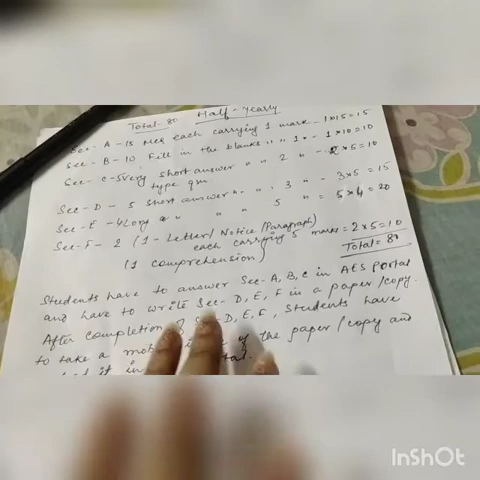 Total- 80 Half-Yearly
Sec- A -15 Mcq each carrying 1 mark - 1×15=15
Sec- B-10 Fill in the blanks " " 1 " - 1×10=10
Sec- C-5Very short answer " " 2 " - 2×5=10
type qn
Sec- D - 5 Short answer " " 3 " 3×5=15
Sec- E -4Long " " " 5 " = 5×4=20
Sec-F- 2 (1-Letter/Notice/Paragraph)
each carrying 5 marks=2×5=10
(1 comprehension) Total=80
Students have to answer Sec-A,B,C in AES Portal
and have to write Sec- D, E, F in a paper/copy.
After completion of Sec D,E,F, Students have
to take a of the paper/copy and
it in
InShOt